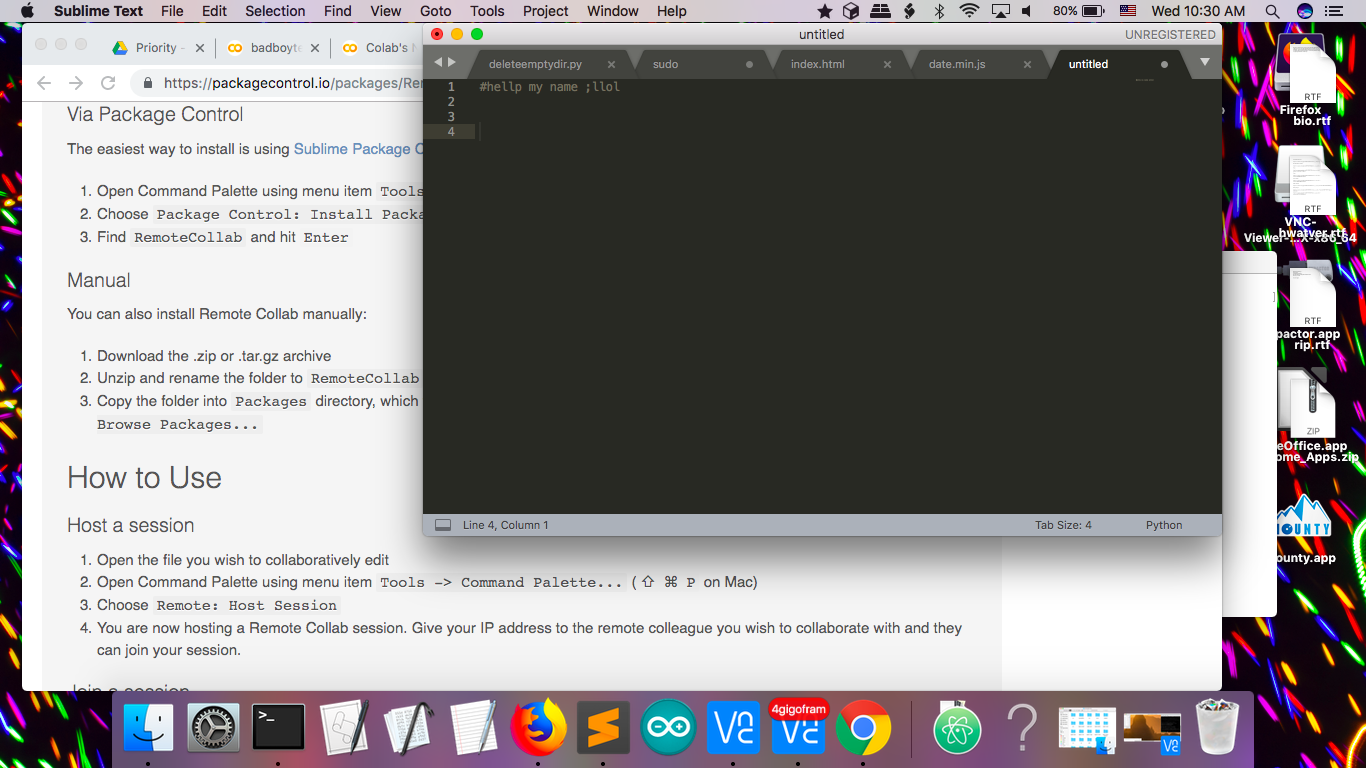 Sublime Text File Edit Selection Find View Goto Tools Project Window Help 80% Wed 10:30 AM
Priority - badboyte Colab's
https://packagecontrol.io/packages/Re
Via Package Control
The easiest way to install is using Sublime Package C
1. Open Command Palette using menu item Tools
2. Choose Package Control: Install Packa
3. Find RemoteCollab and hit Enter
Manual
You can also install Remote Collab manually:
1. Download the .zip or .tar.gz archive
2. Unzip and rename the folder to RemoteCollab
3. Copy the folder into Packages directory, which
Browse Packages...
How to Use
Host a session
1. Open the file you wish to collaboratively edit
2. Open Command Palette using menu item Tools -> Command Palette... (⇧ ⌘ P on Mac)
3. Choose Remote: Host Session
4. You are now hosting a Remote Collab session. Give your IP address to the remote colleague you wish to collaborate with and they
can join your session.
Join a session
untitled UNREGISTERED
deleteemptydir.py sudo index.html date.min.js untitled
1 #hellp my name ;llol
2
3
4
Line 4, Column 1 Tab Size: 4 Python
RTF
Firefox
bio.rtf
RTF
VNC-
hwatver.rtf
Viewer-...X-x86_64
RTF
pactor.app
rip.rtf
ZIP
eOffice.app
ome_Apps.zip
OUNTY
ounty.app
>_
4gigofram